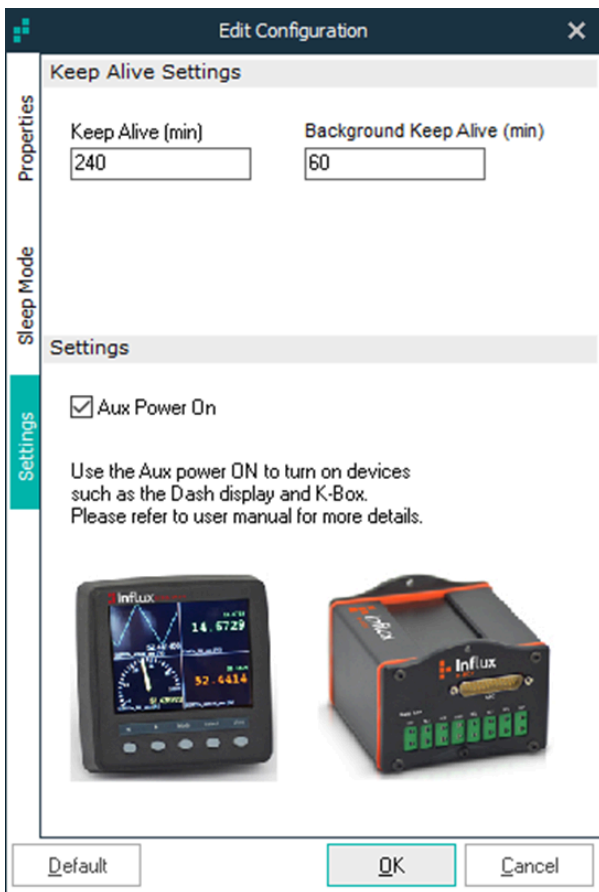 Edit Configuration
Keep Alive Settings
Properties
Keep Alive (min)
Background Keep Alive (min)
240
60
Sleep Mode
Settings
Aux Power On
Settings
Use the Aux power ON to turn on devices
such as the Dash display and K-Box.
Please refer to user manual for more details.
Influx
14.6729
52.4414
Influx
Influx
Default
OK
Cancel